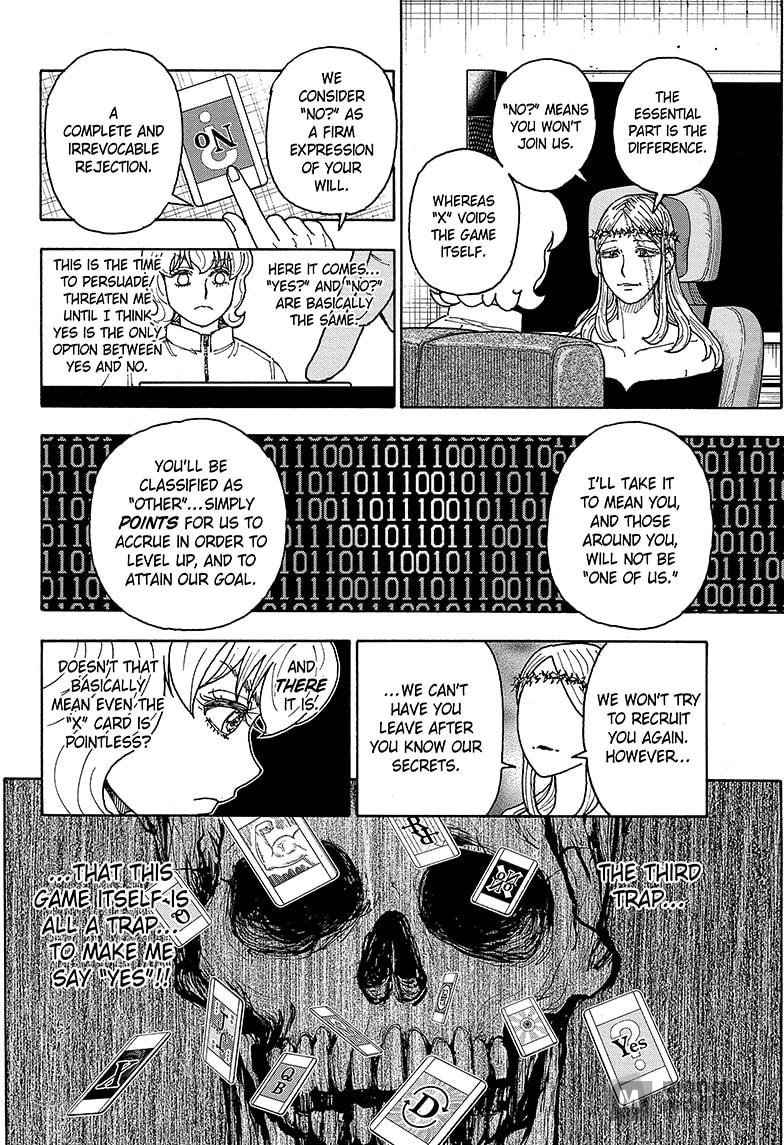 THE
ESSENTIAL
PART IS THE
DIFFERENCE.
"NO?" MEANS
YOU WON'T
JOIN US.
WHEREAS
"X" VOIDS
THE GAME
ITSELF.
WE
CONSIDER
"NO?" AS
A FIRM
EXPRESSION
OF YOUR
WILL.
A
COMPLETE AND
IRREVOCABLE
REJECTION.
No
?
HERE IT COMES...
"YES?" AND "NO?"
ARE BASICALLY
THE SAME.
THIS IS THE TIME
TO PERSUADE/
THREATEN ME
UNTIL I THINK
YES IS THE ONLY
OPTION BETWEEN
YES AND NO.
I'LL TAKE IT
TO MEAN YOU,
AND THOSE
AROUND YOU,
WILL NOT BE
"ONE OF US."
YOU'LL BE
CLASSIFIED AS
"OTHER"...SIMPLY
POINTS FOR US TO
ACCRUE IN ORDER
TO LEVEL UP, AND TO
ATTAIN OUR GOAL.
WE WON'T TRY
TO RECRUIT
YOU AGAIN.
HOWEVER...
...WE CAN'T
HAVE YOU
LEAVE AFTER
YOU KNOW OUR
SECRETS.
AND
THERE
IT IS.
DOESN'T THAT
BASICALLY
MEAN EVEN THE
"X" CARD IS
POINTLESS?
THE THIRD
TRAP...
...THAT THIS
GAME ITSELF IS
ALL A TRAP...
TO MAKE ME
SAY "YES"!!
?
Yes
X
Q
B
D